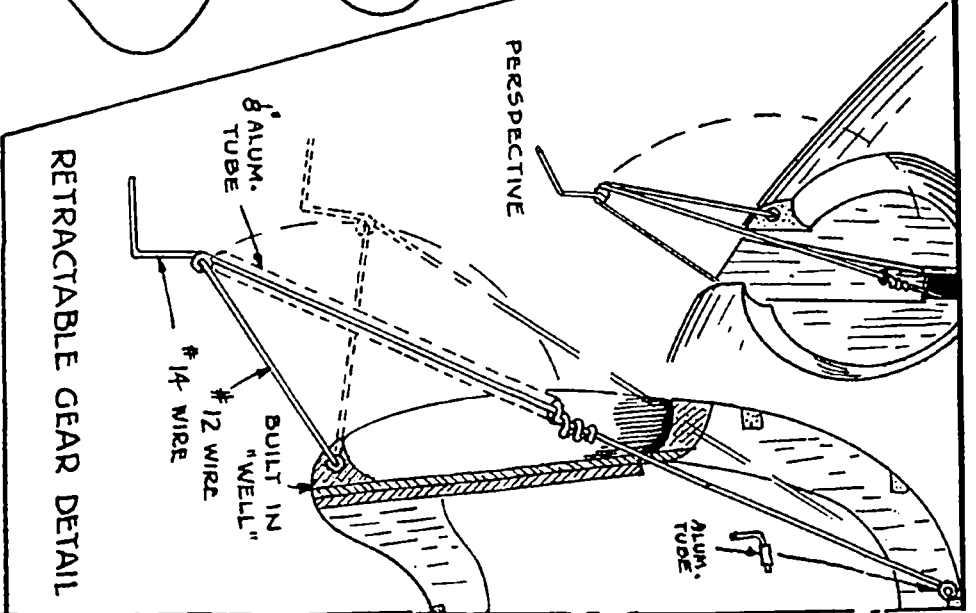 ALUM.
TUBE
PERSPECTIVE
⅛" ALUM.
TUBE
BUILT IN
"WELL"
#12 WIRE
#14 WIRE
RETRACTABLE GEAR DETAIL